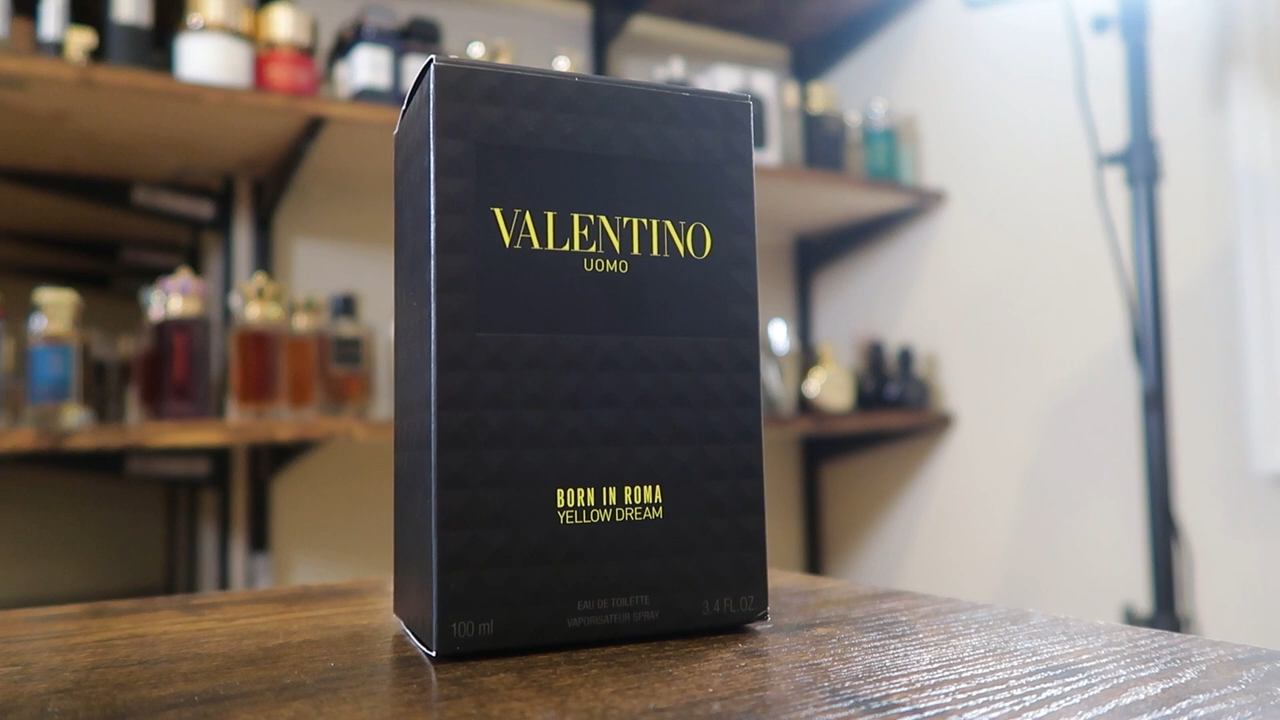 VALENTINO
UOMO
BORN IN ROMA
YELLOW DREAM
EAU DE TOILETTE
VAPORISATEUR SPRAY
100 ml
3.4 FL.OZ